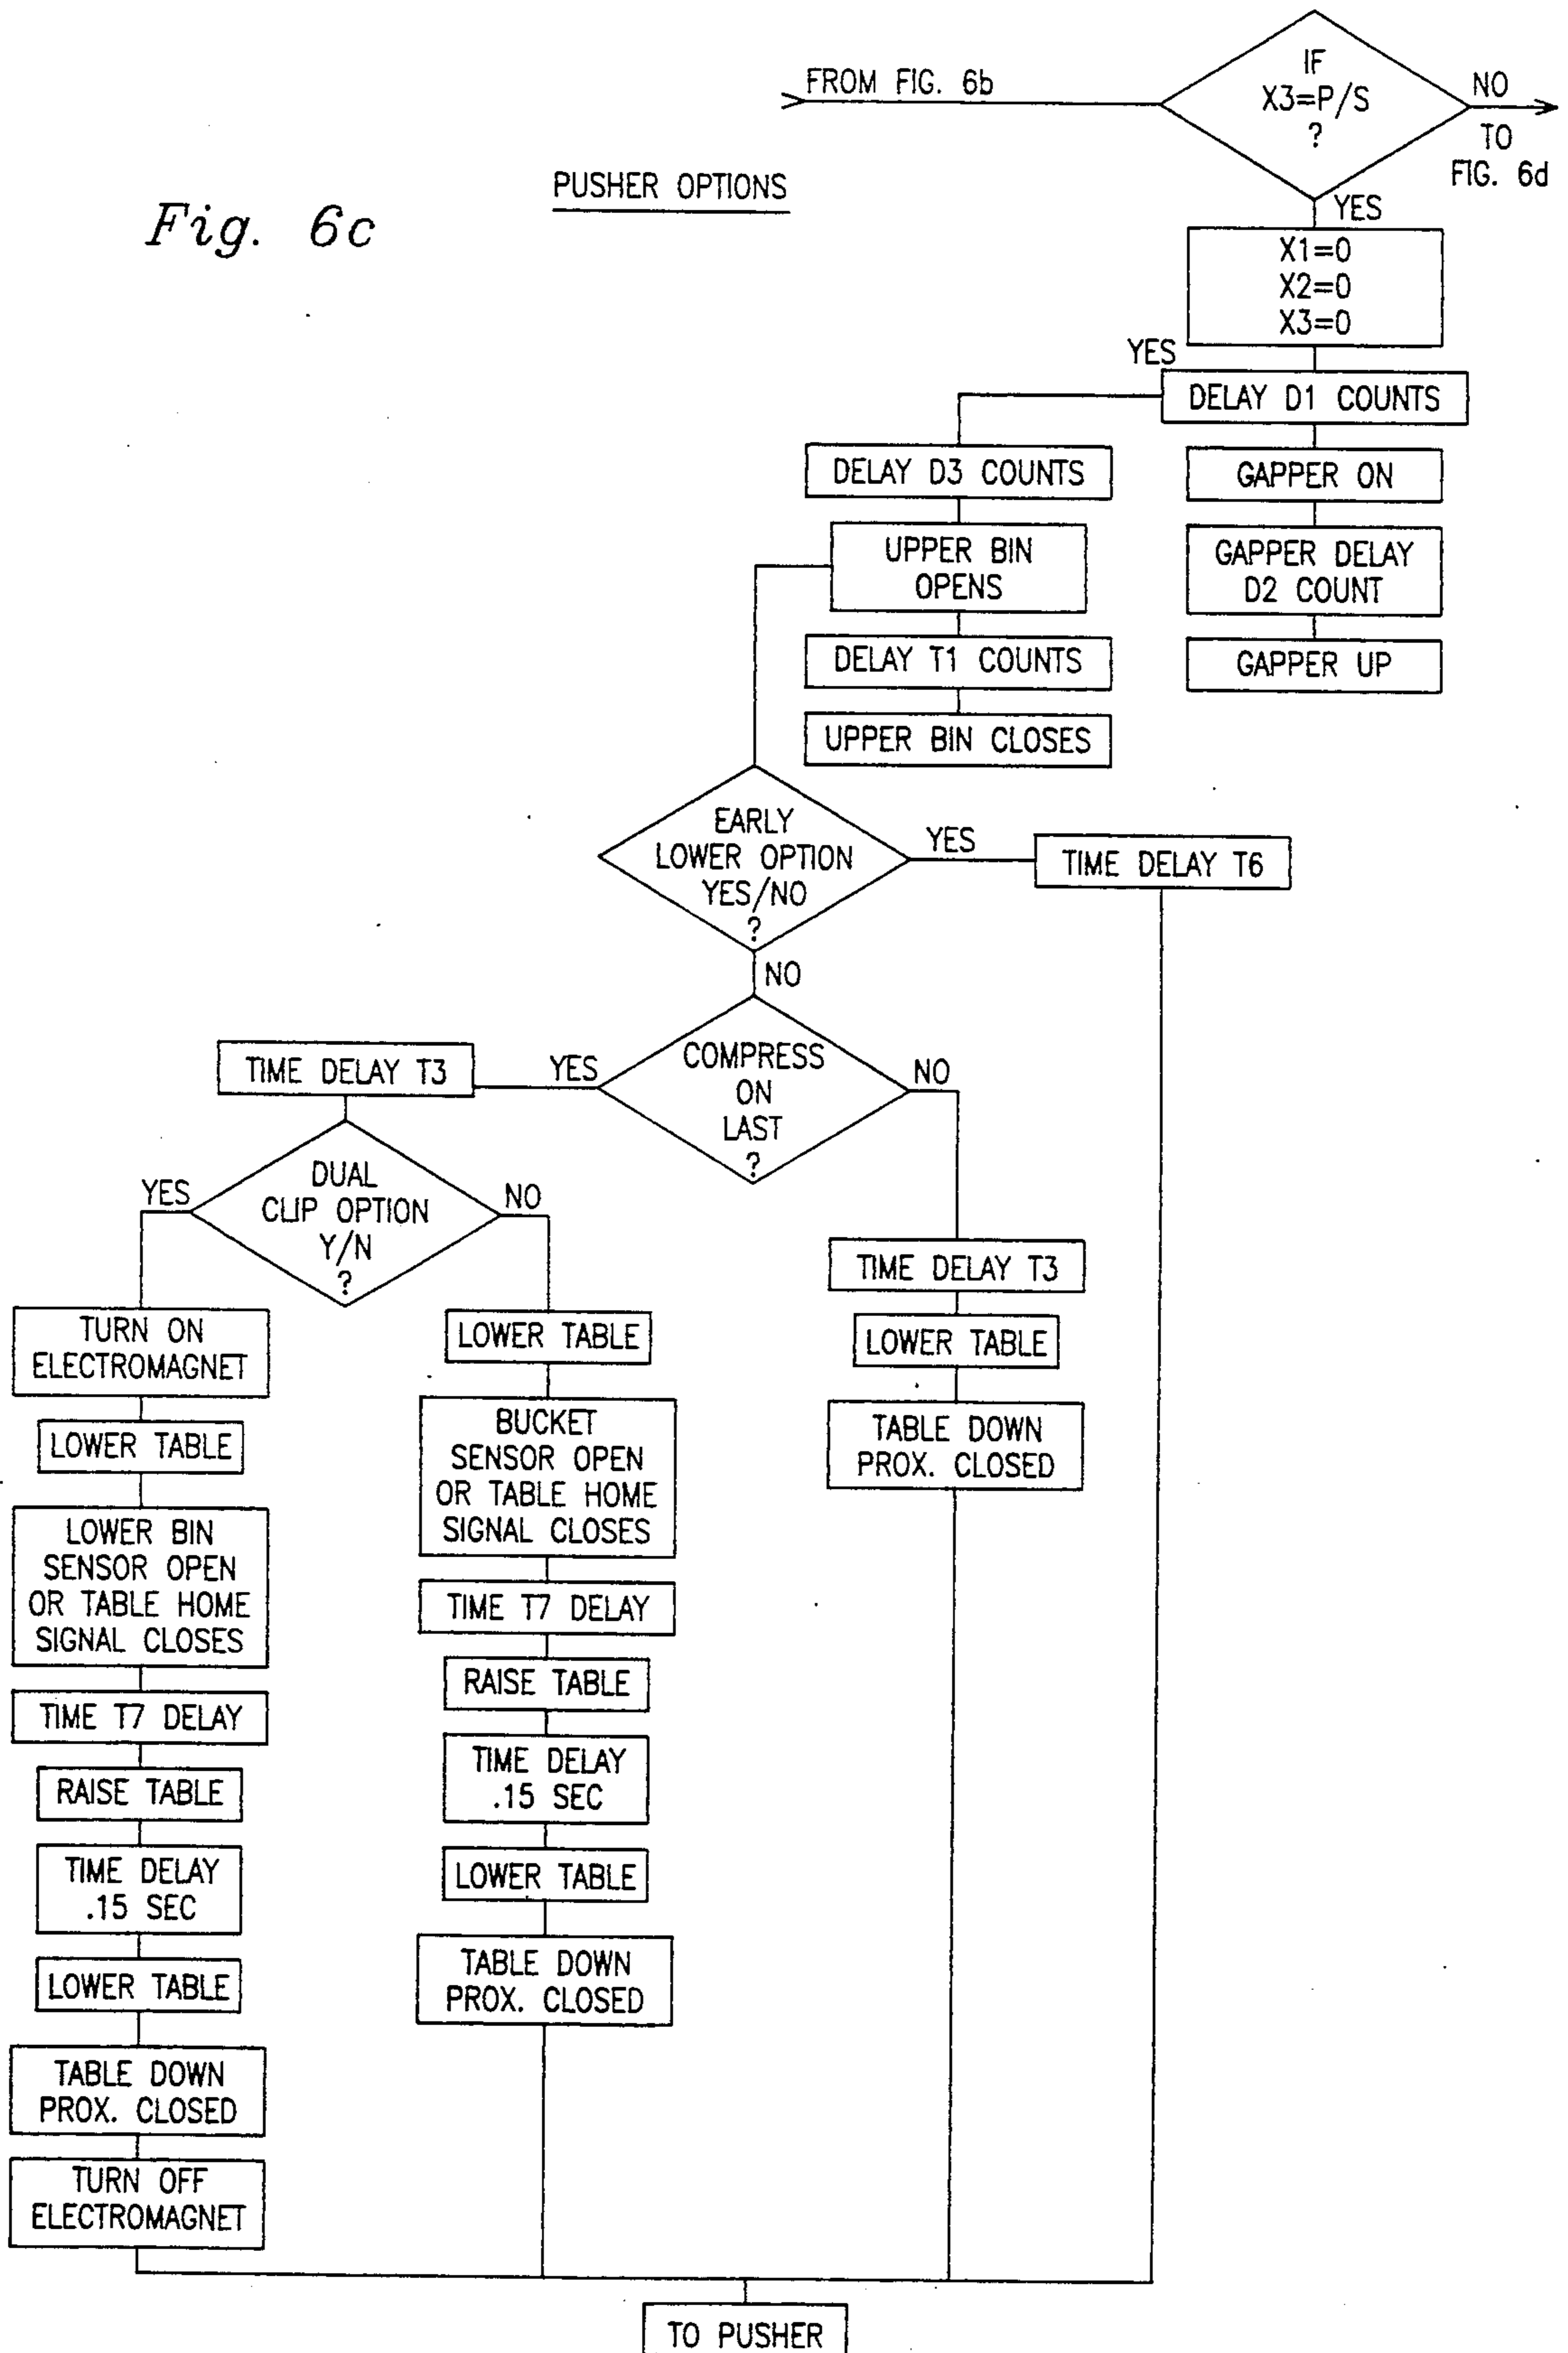 FROM FIG. 6b
IF
X3=P/S
?
NO
TO
FIG. 6d
PUSHER OPTIONS
Fig. 6c
YES
X1=0
X2=0
X3=0
YES
DELAY D1 COUNTS
DELAY D3 COUNTS
GAPPER ON
UPPER BIN
OPENS
GAPPER DELAY
D2 COUNT
DELAY T1 COUNTS
GAPPER UP
UPPER BIN CLOSES
EARLY
LOWER OPTION
YES/NO
?
YES
TIME DELAY T6
NO
COMPRESS
ON
LAST
?
YES
TIME DELAY T3
NO
DUAL
CLIP OPTION
Y/N
?
YES
NO
TIME DELAY T3
LOWER TABLE
TABLE DOWN
PROX. CLOSED
TURN ON
ELECTROMAGNET
LOWER TABLE
LOWER BIN
SENSOR OPEN
OR TABLE HOME
SIGNAL CLOSES
TIME T7 DELAY
RAISE TABLE
TIME DELAY
.15 SEC
LOWER TABLE
TABLE DOWN
PROX. CLOSED
TURN OFF
ELECTROMAGNET
LOWER TABLE
BUCKET
SENSOR OPEN
OR TABLE HOME
SIGNAL CLOSES
TIME T7 DELAY
RAISE TABLE
TIME DELAY
.15 SEC
LOWER TABLE
TABLE DOWN
PROX. CLOSED
TO PUSHER